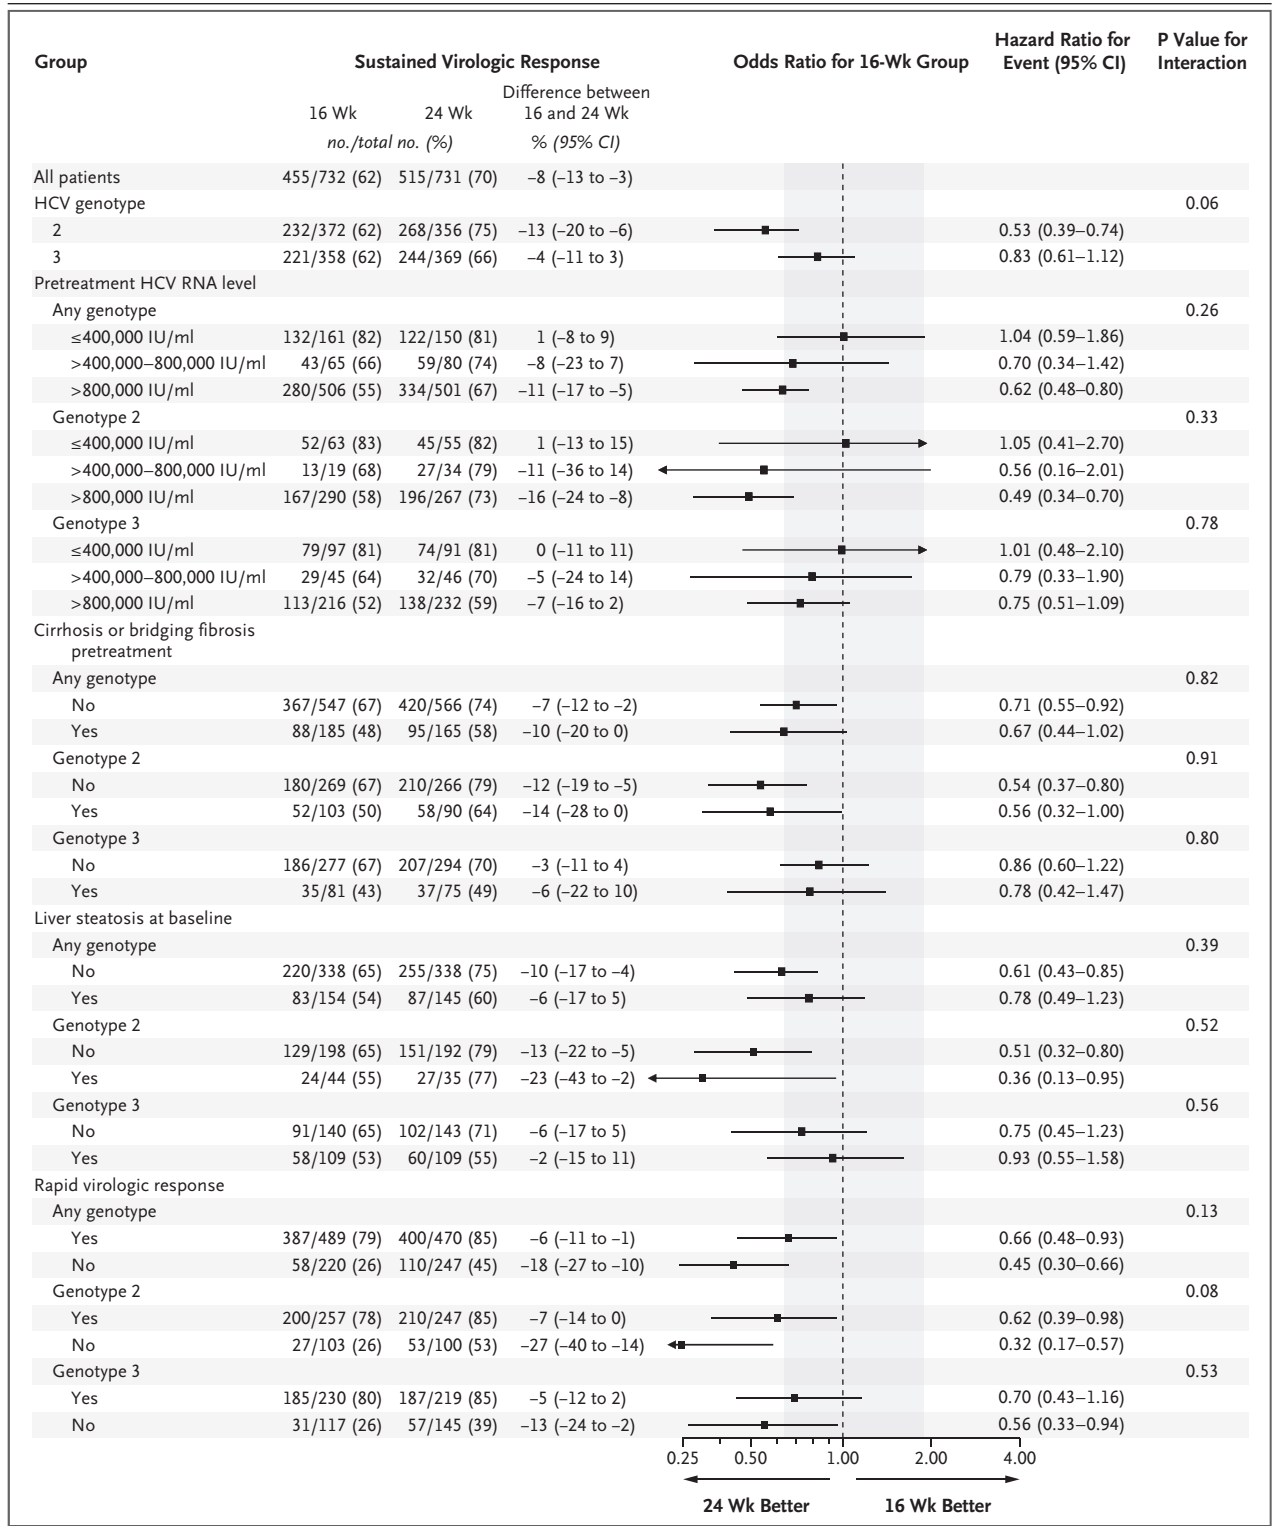 Group Sustained Virologic Response Odds Ratio for 16-Wk Group Hazard Ratio for Event (95% CI) P Value for Interaction
16 Wk 24 Wk Difference between 16 and 24 Wk
no./total no. (%) % (95% CI)
All patients 455/732 (62) 515/731 (70) –8 (–13 to –3)
HCV genotype 0.06
2 232/372 (62) 268/356 (75) –13 (–20 to –6) 0.53 (0.39–0.74)
3 221/358 (62) 244/369 (66) –4 (–11 to 3) 0.83 (0.61–1.12)
Pretreatment HCV RNA level
Any genotype 0.26
≤400,000 IU/ml 132/161 (82) 122/150 (81) 1 (–8 to 9) 1.04 (0.59–1.86)
>400,000–800,000 IU/ml 43/65 (66) 59/80 (74) –8 (–23 to 7) 0.70 (0.34–1.42)
>800,000 IU/ml 280/506 (55) 334/501 (67) –11 (–17 to –5) 0.62 (0.48–0.80)
Genotype 2 0.33
≤400,000 IU/ml 52/63 (83) 45/55 (82) 1 (–13 to 15) 1.05 (0.41–2.70)
>400,000–800,000 IU/ml 13/19 (68) 27/34 (79) –11 (–36 to 14) 0.56 (0.16–2.01)
>800,000 IU/ml 167/290 (58) 196/267 (73) –16 (–24 to –8) 0.49 (0.34–0.70)
Genotype 3 0.78
≤400,000 IU/ml 79/97 (81) 74/91 (81) 0 (–11 to 11) 1.01 (0.48–2.10)
>400,000–800,000 IU/ml 29/45 (64) 32/46 (70) –5 (–24 to 14) 0.79 (0.33–1.90)
>800,000 IU/ml 113/216 (52) 138/232 (59) –7 (–16 to 2) 0.75 (0.51–1.09)
Cirrhosis or bridging fibrosis
pretreatment
Any genotype 0.82
No 367/547 (67) 420/566 (74) –7 (–12 to –2) 0.71 (0.55–0.92)
Yes 88/185 (48) 95/165 (58) –10 (–20 to 0) 0.67 (0.44–1.02)
Genotype 2 0.91
No 180/269 (67) 210/266 (79) –12 (–19 to –5) 0.54 (0.37–0.80)
Yes 52/103 (50) 58/90 (64) –14 (–28 to 0) 0.56 (0.32–1.00)
Genotype 3 0.80
No 186/277 (67) 207/294 (70) –3 (–11 to 4) 0.86 (0.60–1.22)
Yes 35/81 (43) 37/75 (49) –6 (–22 to 10) 0.78 (0.42–1.47)
Liver steatosis at baseline
Any genotype 0.39
No 220/338 (65) 255/338 (75) –10 (–17 to –4) 0.61 (0.43–0.85)
Yes 83/154 (54) 87/145 (60) –6 (–17 to 5) 0.78 (0.49–1.23)
Genotype 2 0.52
No 129/198 (65) 151/192 (79) –13 (–22 to –5) 0.51 (0.32–0.80)
Yes 24/44 (55) 27/35 (77) –23 (–43 to –2) 0.36 (0.13–0.95)
Genotype 3 0.56
No 91/140 (65) 102/143 (71) –6 (–17 to 5) 0.75 (0.45–1.23)
Yes 58/109 (53) 60/109 (55) –2 (–15 to 11) 0.93 (0.55–1.58)
Rapid virologic response
Any genotype 0.13
Yes 387/489 (79) 400/470 (85) –6 (–11 to –1) 0.66 (0.48–0.93)
No 58/220 (26) 110/247 (45) –18 (–27 to –10) 0.45 (0.30–0.66)
Genotype 2 0.08
Yes 200/257 (78) 210/247 (85) –7 (–14 to 0) 0.62 (0.39–0.98)
No 27/103 (26) 53/100 (53) –27 (–40 to –14) 0.32 (0.17–0.57)
Genotype 3 0.53
Yes 185/230 (80) 187/219 (85) –5 (–12 to 2) 0.70 (0.43–1.16)
No 31/117 (26) 57/145 (39) –13 (–24 to –2) 0.56 (0.33–0.94)
0.25 0.50 1.00 2.00 4.00
24 Wk Better 16 Wk Better